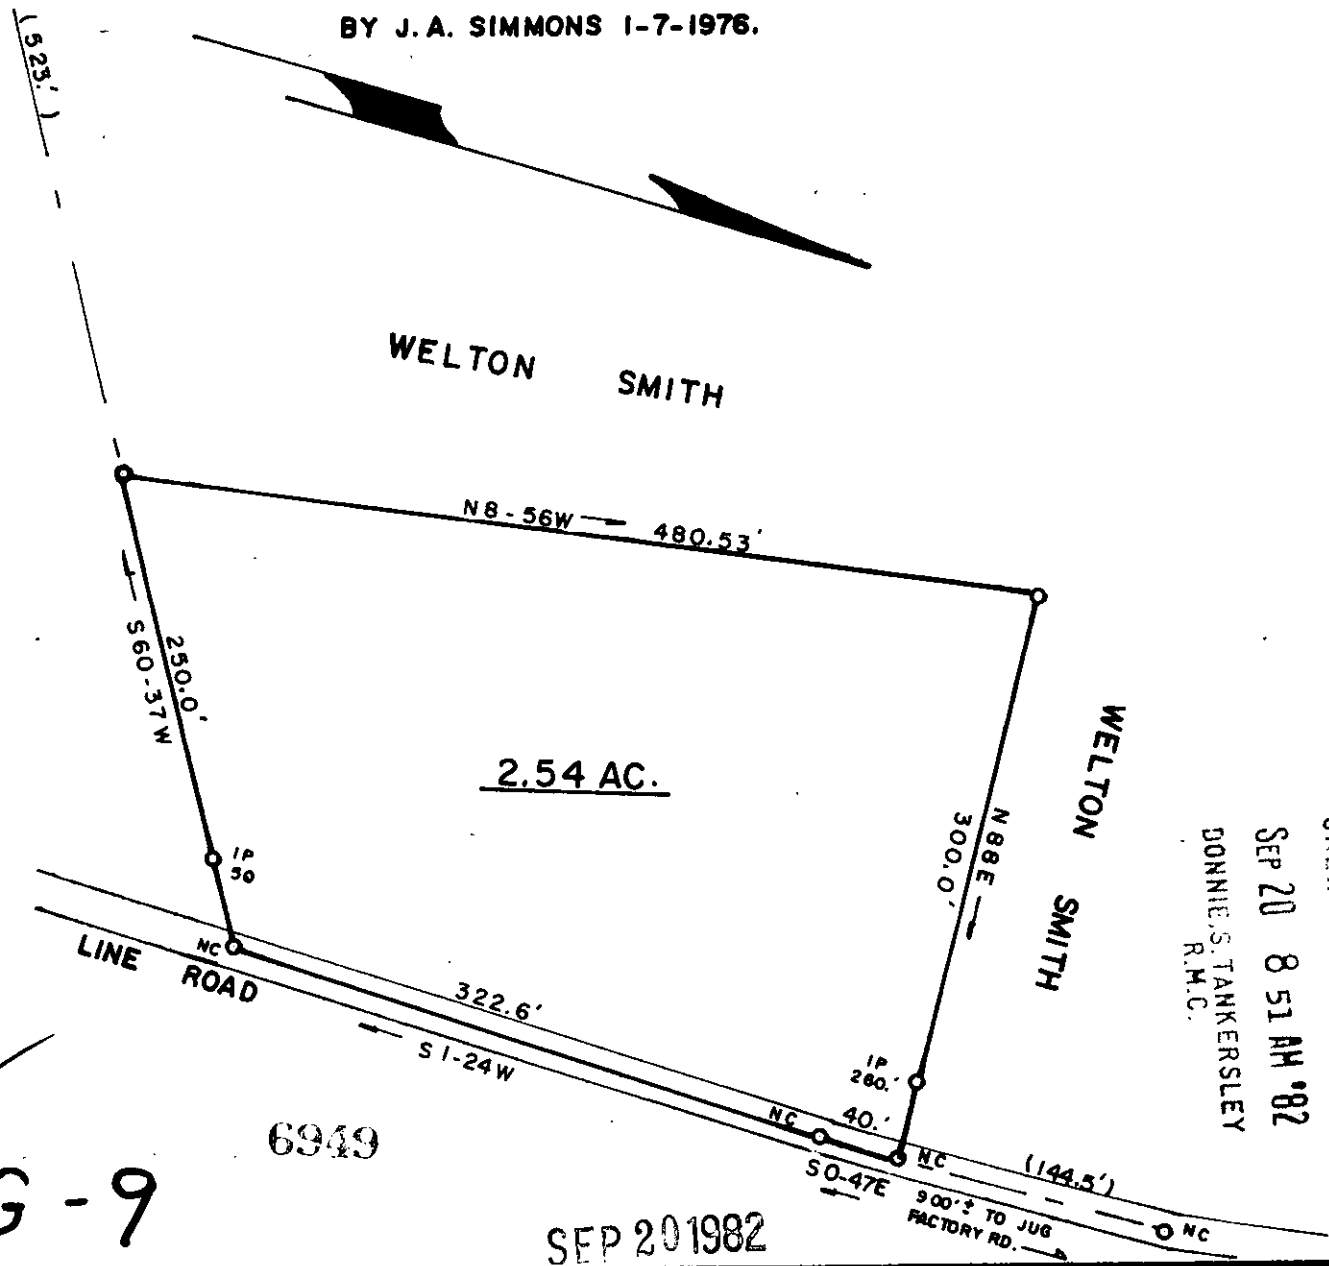 BY J. A. SIMMONS 1-7-1976.
(523.')
WELTON SMITH
N8-56W
480.53'
250.0'
S60-37W
2.54 AC.
N88E
300.0'
WELTON SMITH
IP
50
NC
LINE ROAD
322.6'
S1-24W
IP
260.'
40.'
NC
NC
S0-47E
(144.5')
900'± TO JUG
FACTORY RD.
NC
SEP 20 8 51 AM '82
DONNIE S. TANKERSLEY
R.M.C.
6949
G-9
SEP 20 1982